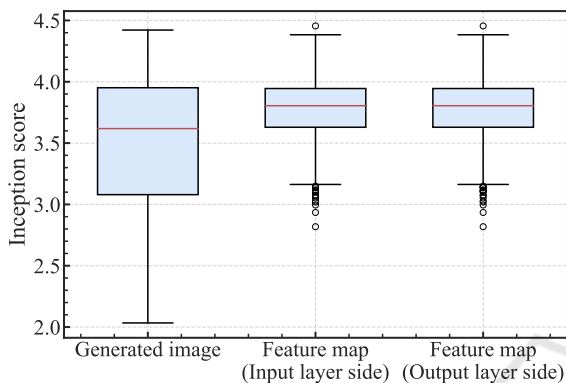 Inception score
4.5
4.0
3.5
3.0
2.5
2.0
Generated image
Feature map
(Input layer side)
Feature map
(Output layer side)